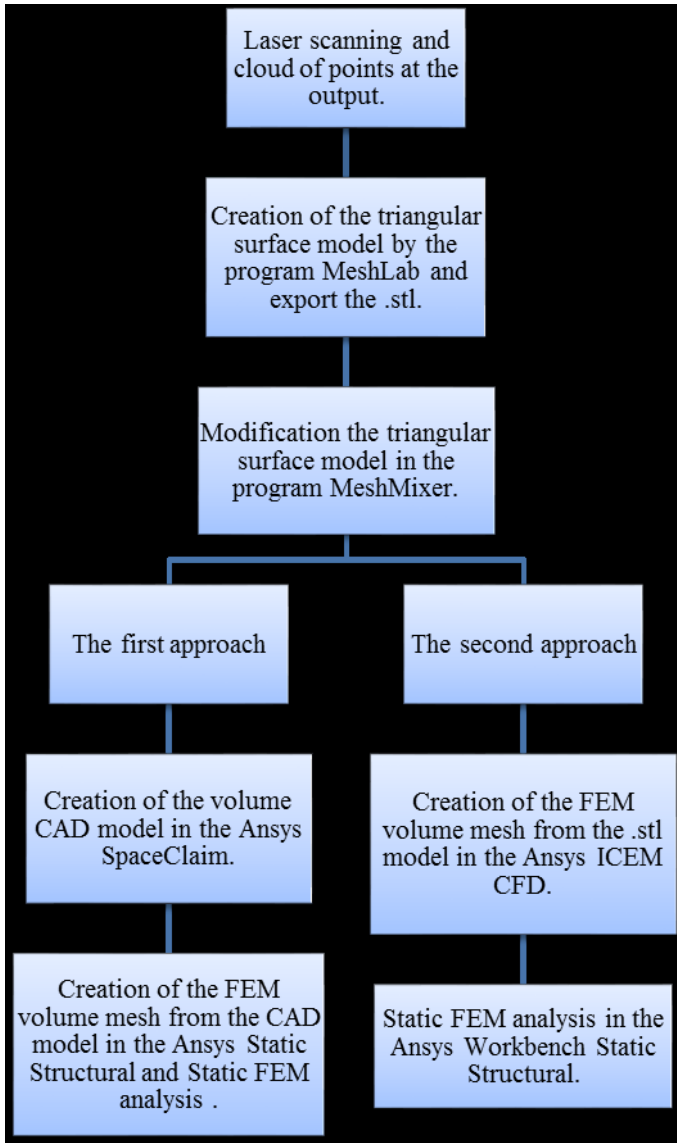 Laser scanning and
cloud of points at the
output.
Creation of the triangular
surface model by the
program MeshLab and
export the .stl.
Modification the triangular
surface model in the
program MeshMixer.
The first approach
The second approach
Creation of the volume
CAD model in the Ansys
SpaceClaim.
Creation of the FEM
volume mesh from the .stl
model in the Ansys ICEM
CFD.
Creation of the FEM
volume mesh from the CAD
model in the Ansys Static
Structural and Static FEM
analysis .
Static FEM analysis in the
Ansys Workbench Static
Structural.